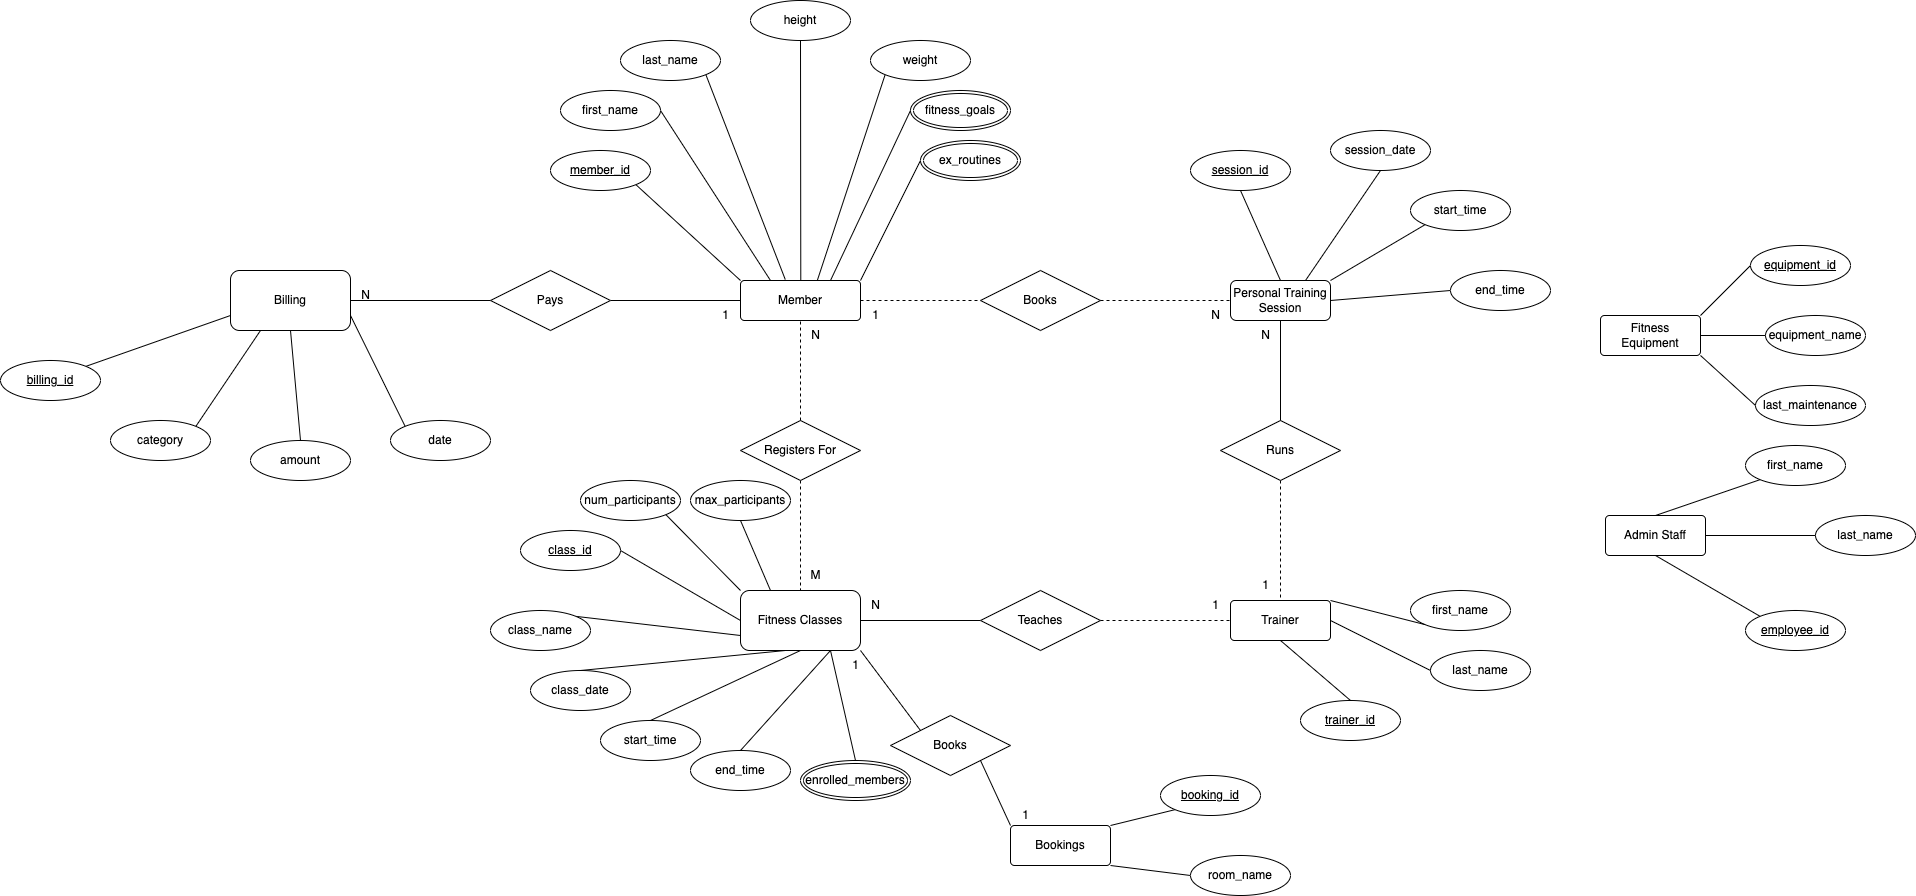 height
last_name
weight
first_name
fitness_goals
member_id
ex_routines
session_id
session_date
start_time
end_time
equipment_id
Billing
N
Pays
1
Member
1
Books
N
Personal Training
Session
N
N
Fitness
Equipment
equipment_name
last_maintenance
billing_id
category
amount
date
Registers For
Runs
first_name
last_name
Admin Staff
employee_id
num_participants
max_participants
class_id
class_name
M
Fitness Classes
N
Teaches
1
1
Trainer
first_name
last_name
trainer_id
class_date
start_time
end_time
enrolled_members
1
Books
1
Bookings
booking_id
room_name